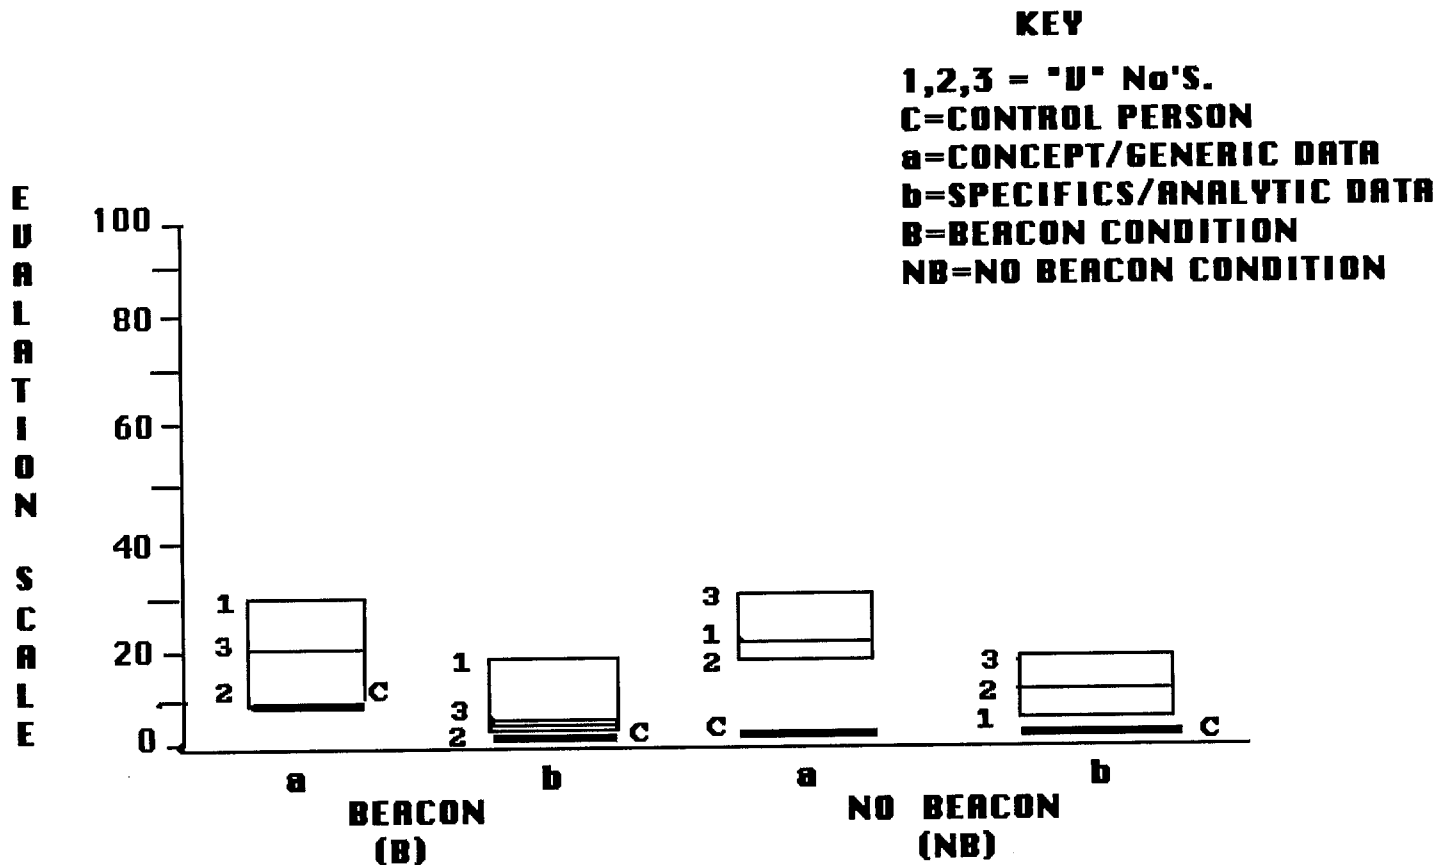 KEY
1,2,3 = "V" No'S.
C=CONTROL PERSON
a=CONCEPT/GENERIC DATA
b=SPECIFICS/ANALYTIC DATA
B=BEACON CONDITION
NB=NO BEACON CONDITION
EVALATION SCALE
100
80
60
40
20
0
1
3
2
C
1
3
2
C
3
1
2
C
3
2
1
C
a
b
a
b
BEACON
(B)
NO BEACON
(NB)